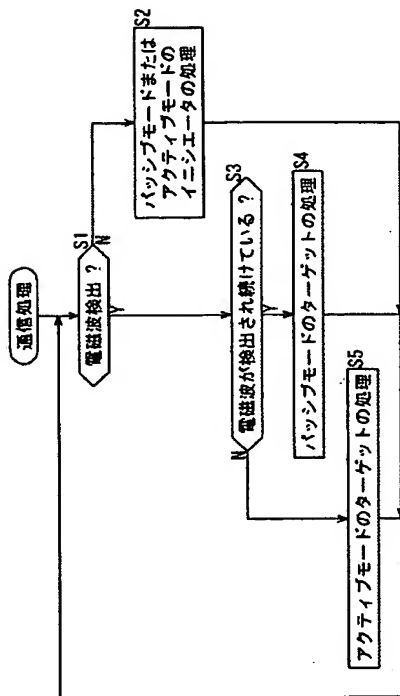 通信処理
電磁波検出？
S1
N
Y
S2
パッシブモードまたは
アクティブモードの
イニシエータの処理
電磁波が検出され続けている？
S3
N
Y
S4
パッシブモードのターゲットの処理
S5
アクティブモードのターゲットの処理